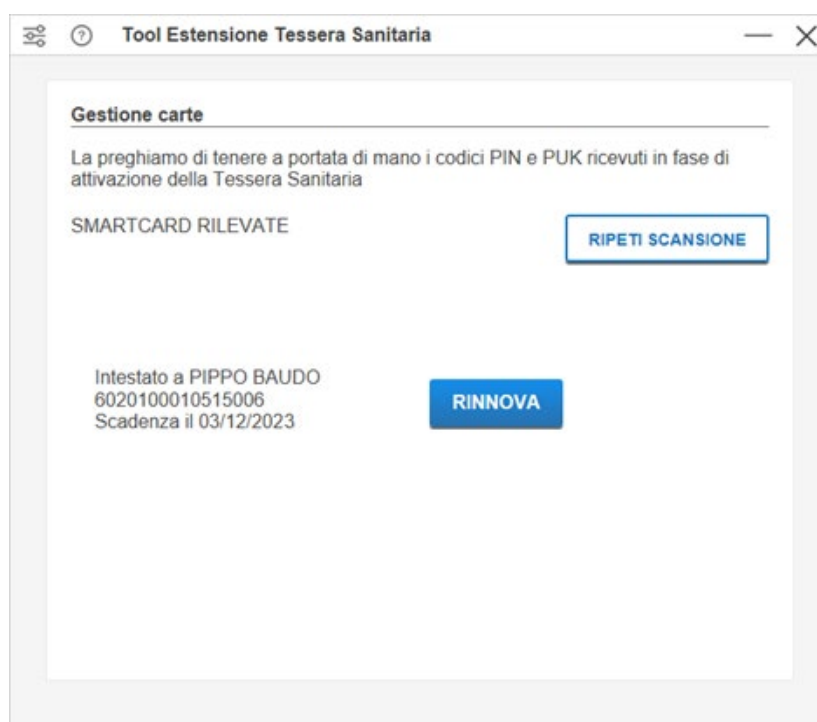 Tool Estensione Tessera Sanitaria
Gestione carte
La preghiamo di tenere a portata di mano i codici PIN e PUK ricevuti in fase di
attivazione della Tessera Sanitaria
SMARTCARD RILEVATE
RIPETI SCANSIONE
Intestato a PIPPO BAUDO
6020100010515006
Scadenza il 03/12/2023
RINNOVA